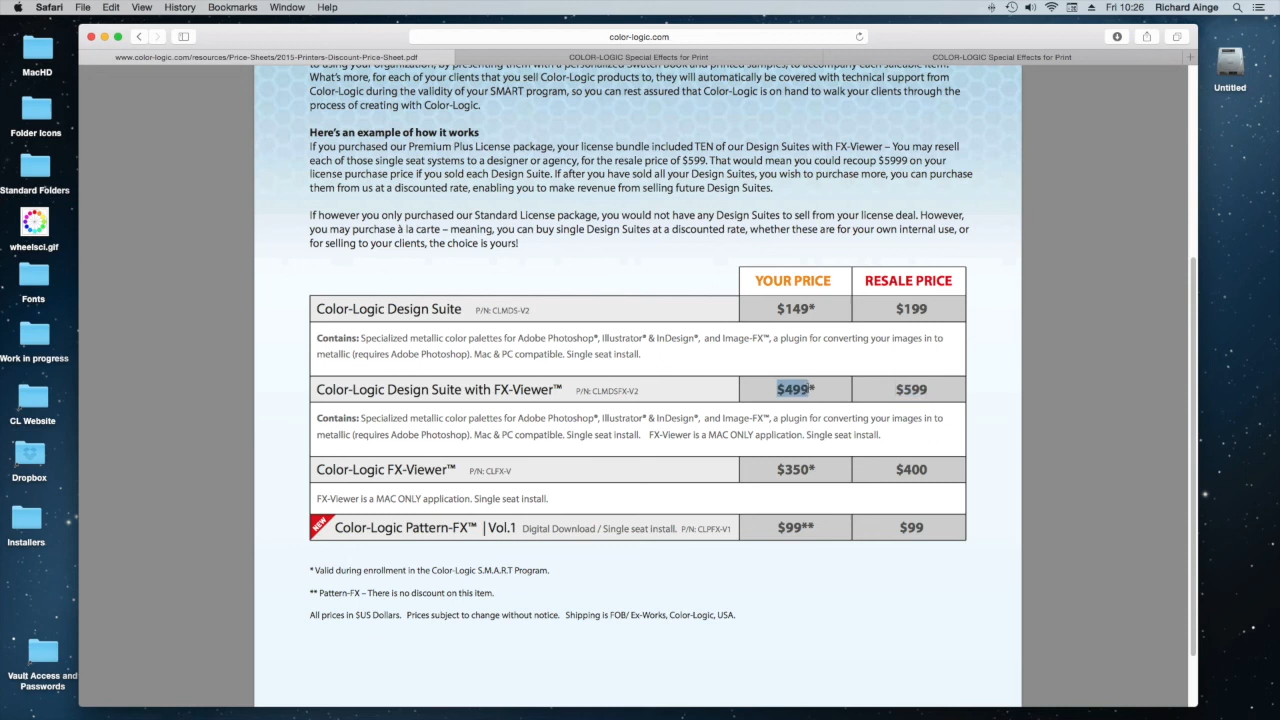 Safari File Edit View History Bookmarks Window Help Fri 10:26 Richard Ainge
color-logic.com
www.color-logic.com/resources/Price-Sheets/2015-Printers-Discount-Price-Sheet.pdf COLOR-LOGIC Special Effects for Print COLOR-LOGIC Special Effects for Print
MacHD
Folder Icons
Standard Folders
wheelsci.gif
Fonts
Work in progress
CL Website
Dropbox
Installers
Vault Access and
Passwords
Untitled
to using your organization, by presenting them a personalized Swatch Book and printed samples, to accompany each saleable item.
What's more, for each of your clients that you sell Color-Logic products to, they will automatically be covered with technical support from
Color-Logic during the validity of your SMART program, so you can rest assured that Color-Logic is on hand to walk your clients through the
process of creating with Color-Logic.
Here's an example of how it works
If you purchased our Premium Plus License package, your license bundle included TEN of our Design Suites with FX-Viewer – You may resell
each of those single seat systems to a designer or agency, for the resale price of $599. That would mean you could recoup $5999 on your
license purchase price if you sold each Design Suite. If after you have sold all your Design Suites, you wish to purchase more, you can purchase
them from us at a discounted rate, enabling you to make revenue from selling future Design Suites.
If however you only purchased our Standard License package, you would not have any Design Suites to sell from your license deal. However,
you may purchase à la carte – meaning, you can buy single Design Suites at a discounted rate, whether these are for your own internal use, or
for selling to your clients, the choice is yours!
YOUR PRICE RESALE PRICE
Color-Logic Design Suite P/N: CLMDS-V2 $149* $199
Contains: Specialized metallic color palettes for Adobe Photoshop®, Illustrator® & InDesign®, and Image-FX™, a plugin for converting your images in to
metallic (requires Adobe Photoshop). Mac & PC compatible. Single seat install.
Color-Logic Design Suite with FX-Viewer™ P/N: CLMDSFX-V2 $499* $599
Contains: Specialized metallic color palettes for Adobe Photoshop®, Illustrator® & InDesign®, and Image-FX™, a plugin for converting your images in to
metallic (requires Adobe Photoshop). Mac & PC compatible. Single seat install. FX-Viewer is a MAC ONLY application. Single seat install.
Color-Logic FX-Viewer™ P/N: CLFX-V $350* $400
FX-Viewer is a MAC ONLY application. Single seat install.
NEW Color-Logic Pattern-FX™ | Vol.1 Digital Download / Single seat install. P/N: CLPFX-V1 $99** $99
* Valid during enrollment in the Color-Logic S.M.A.R.T Program.
** Pattern-FX – There is no discount on this item.
All prices in $US Dollars. Prices subject to change without notice. Shipping is FOB/ Ex-Works, Color-Logic, USA.